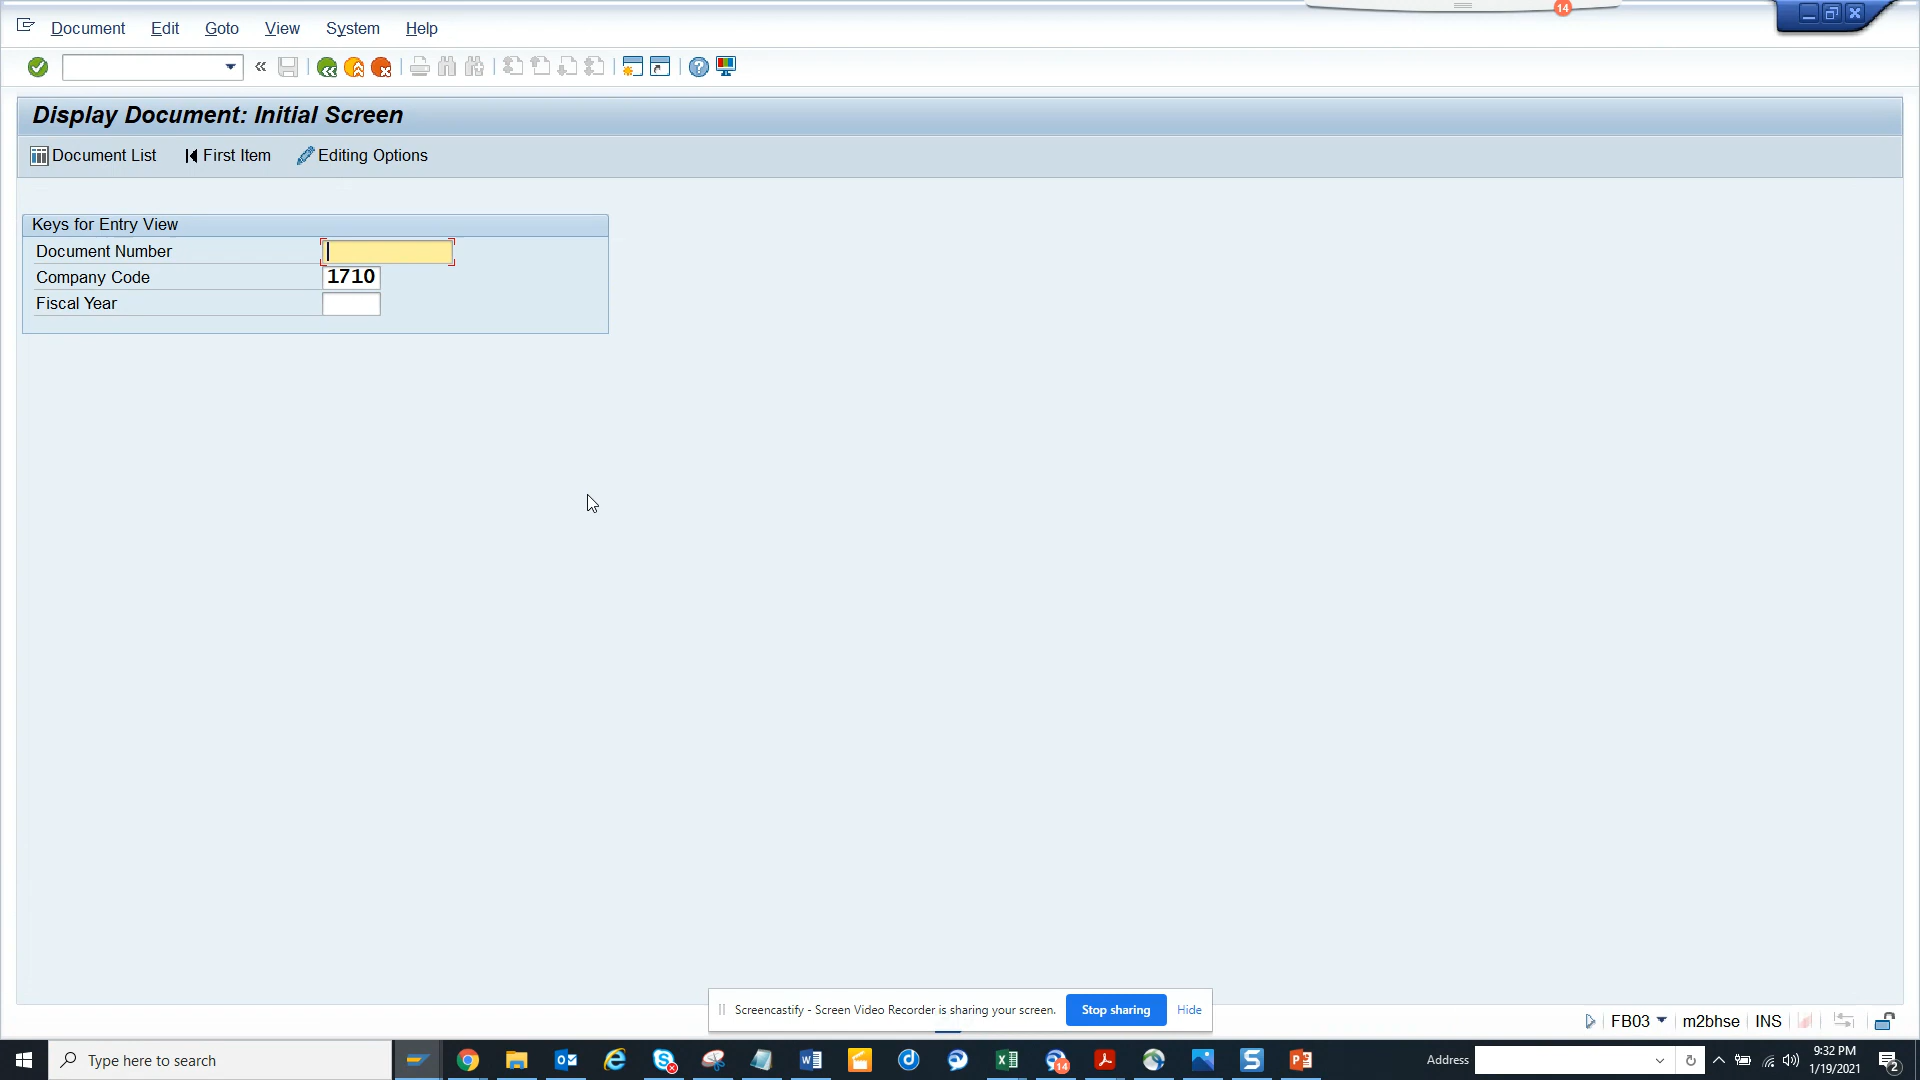 Document Edit Goto View System Help
14
Display Document: Initial Screen
Document List First Item Editing Options
Keys for Entry View
Document Number
Company Code 1710
Fiscal Year
Screencastify - Screen Video Recorder is sharing your screen. Stop sharing Hide
FB03 m2bhse INS
Type here to search
14
Address
9:32 PM
1/19/2021
2